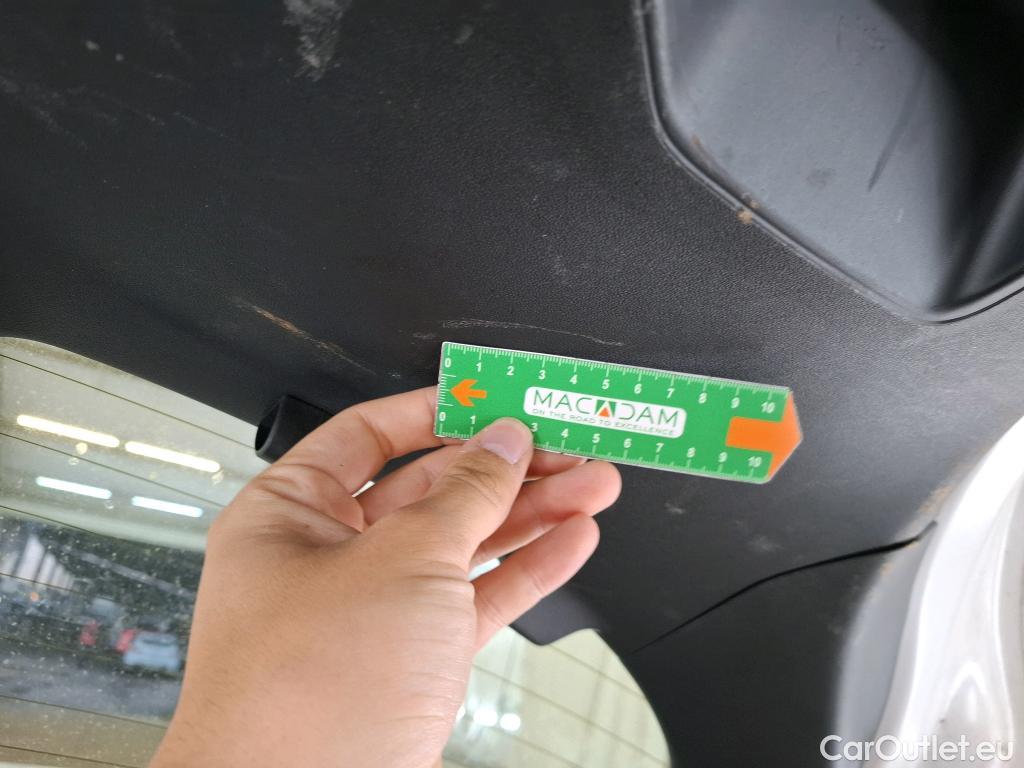 0 1 2 3 4 5 6 7 8 9 10
MACADAM
ON THE ROAD TO EXCELLENCE
0 1 3 4 5 6 7 8 9 10
CarOutlet.eu